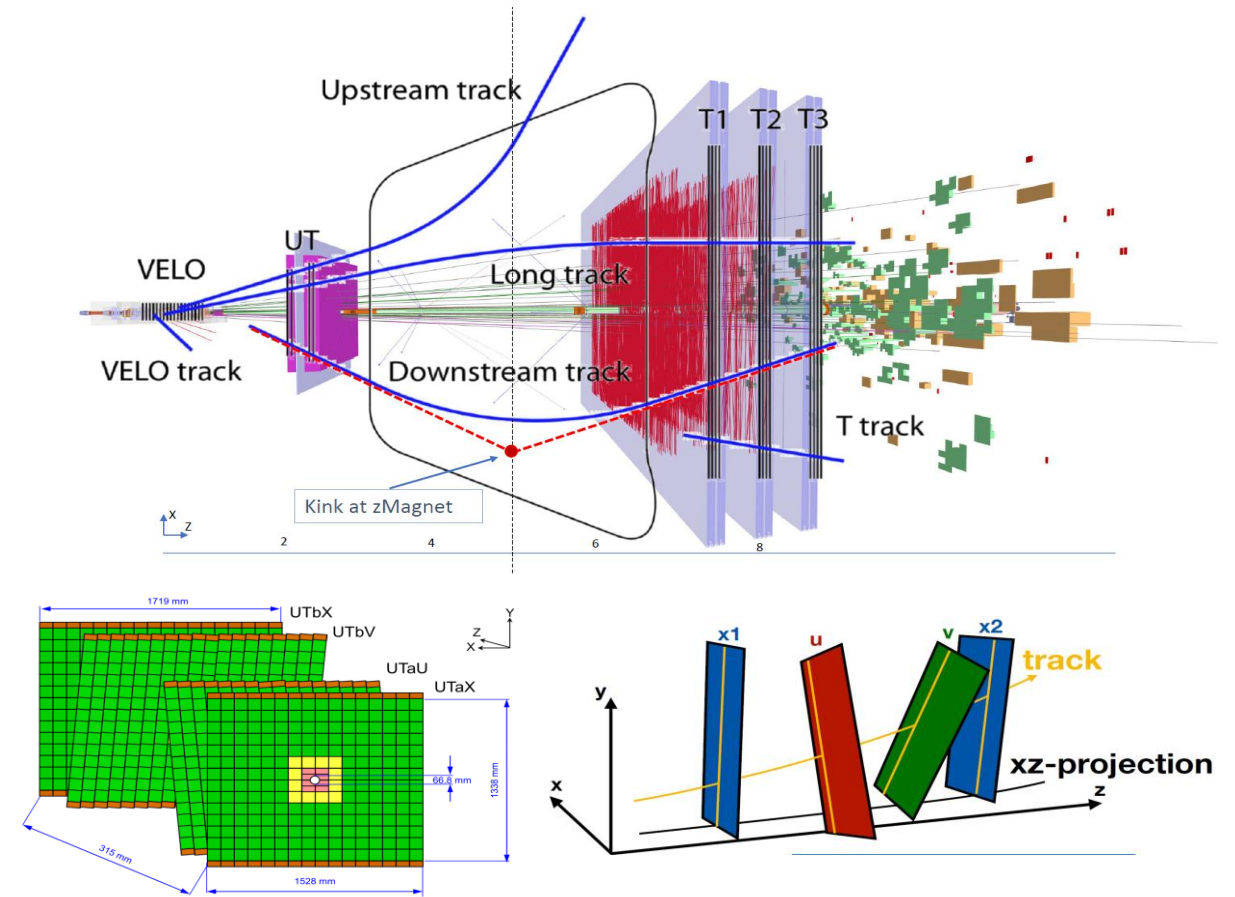 Upstream track
T1 T2 T3
UT
VELO
Long track
VELO track
Downstream track
T track
Kink at zMagnet
X
Z
2 4 6 8
1719 mm
UTbX
UTbV
UTaU
UTaX
Y
Z
X
66.8 mm
1338 mm
315 mm
1528 mm
x1
u
v
x2
track
y
xz-projection
x
z